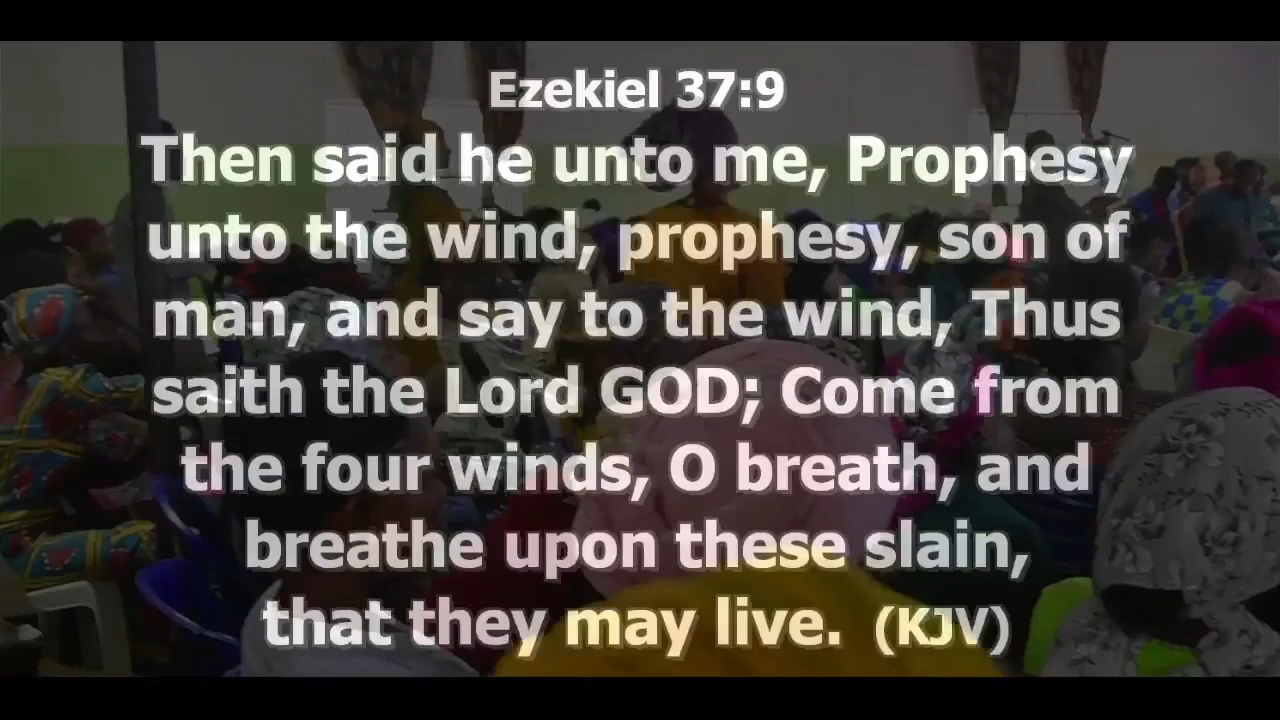 Ezekiel 37:9
Then said he unto me, Prophesy
unto the wind, prophesy, son of
man, and say to the wind, Thus
saith the Lord GOD; Come from
the four winds, O breath, and
breathe upon these slain,
that they may live. (KJV)